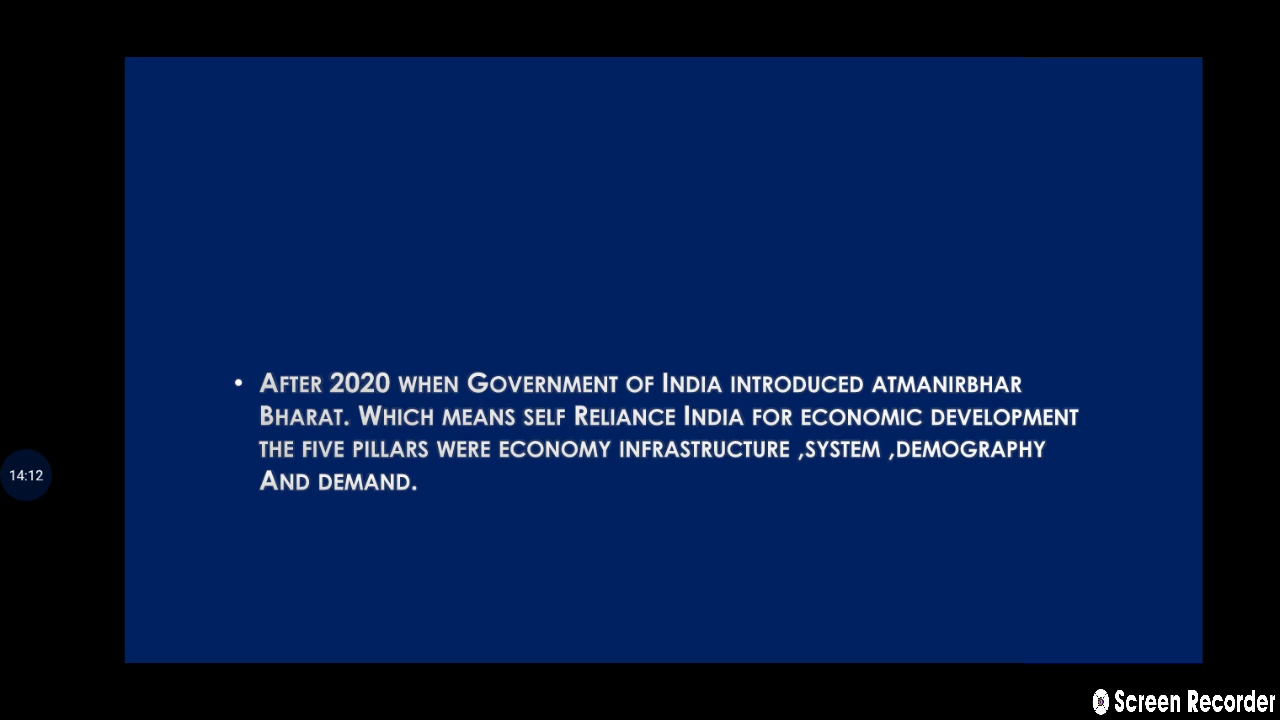 • After 2020 when Government of India introduced atmanirbhar
Bharat. Which means self Reliance India for economic development
the five pillars were economy infrastructure ,system ,demography
And demand.
14:12
Screen Recorder